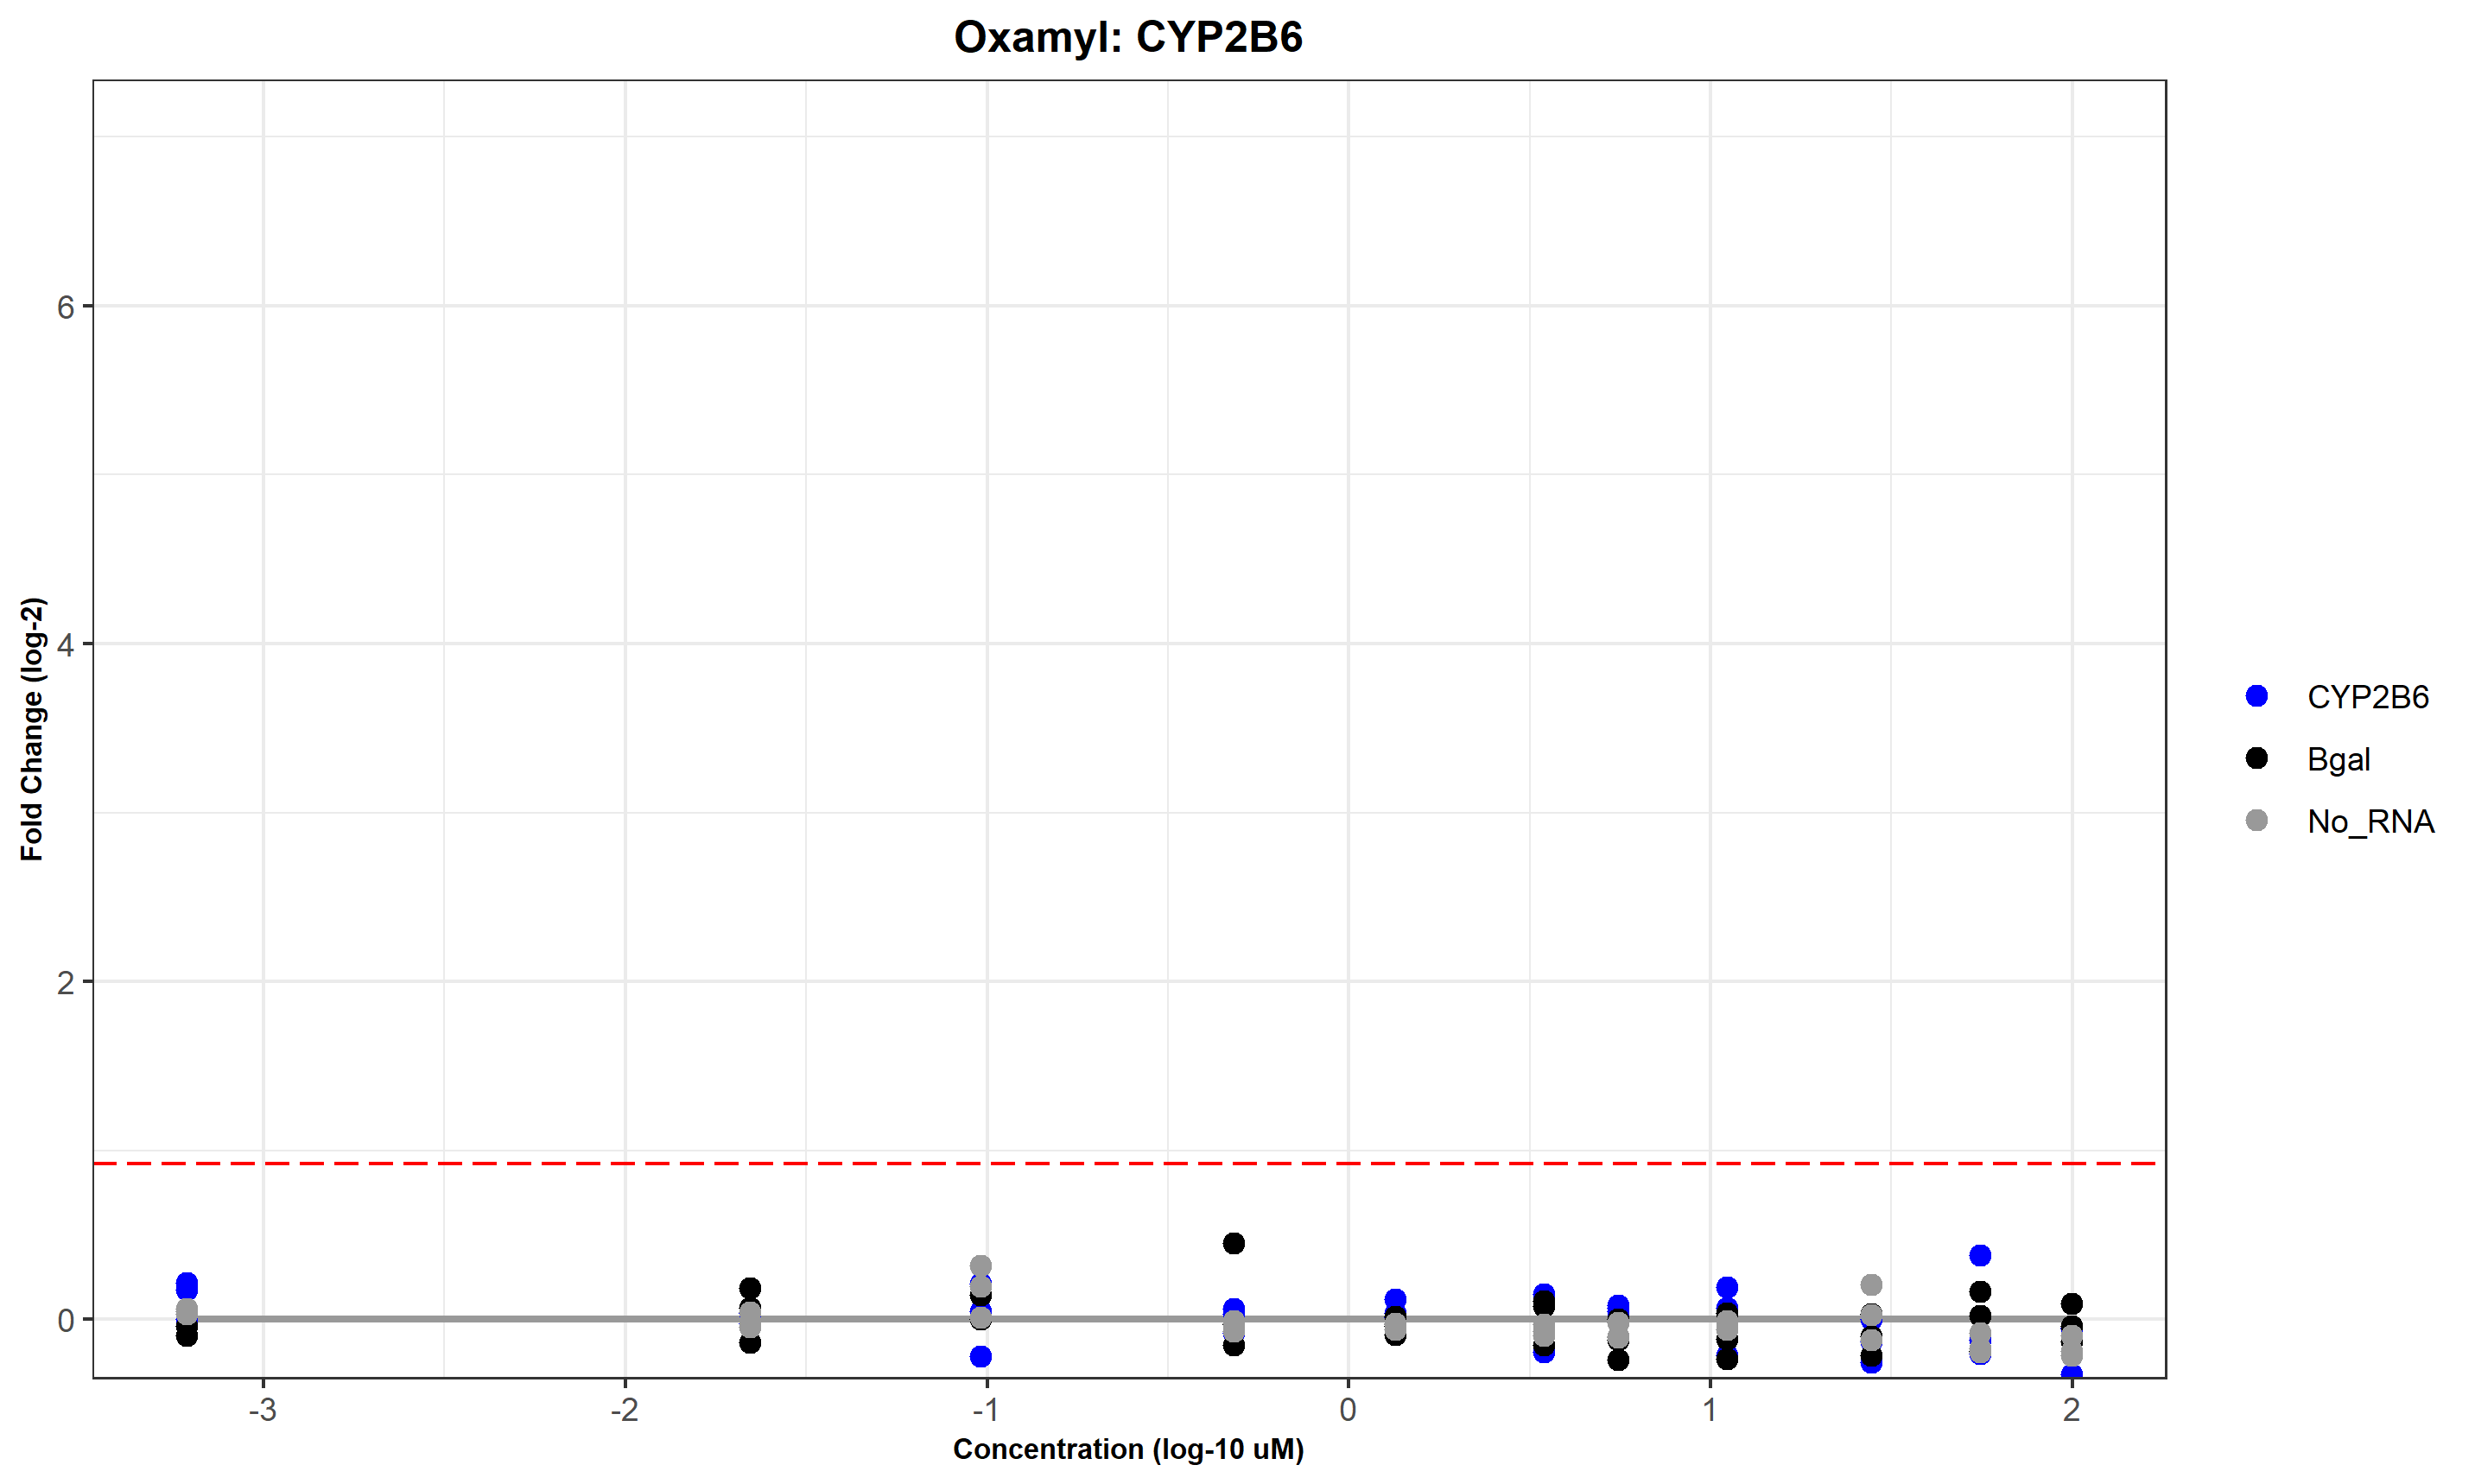 Oxamyl: CYP2B6
Fold Change (log-2)
6
4
2
0
-3
-2
-1
0
1
2
Concentration (log-10 uM)
CYP2B6
Bgal
No_RNA